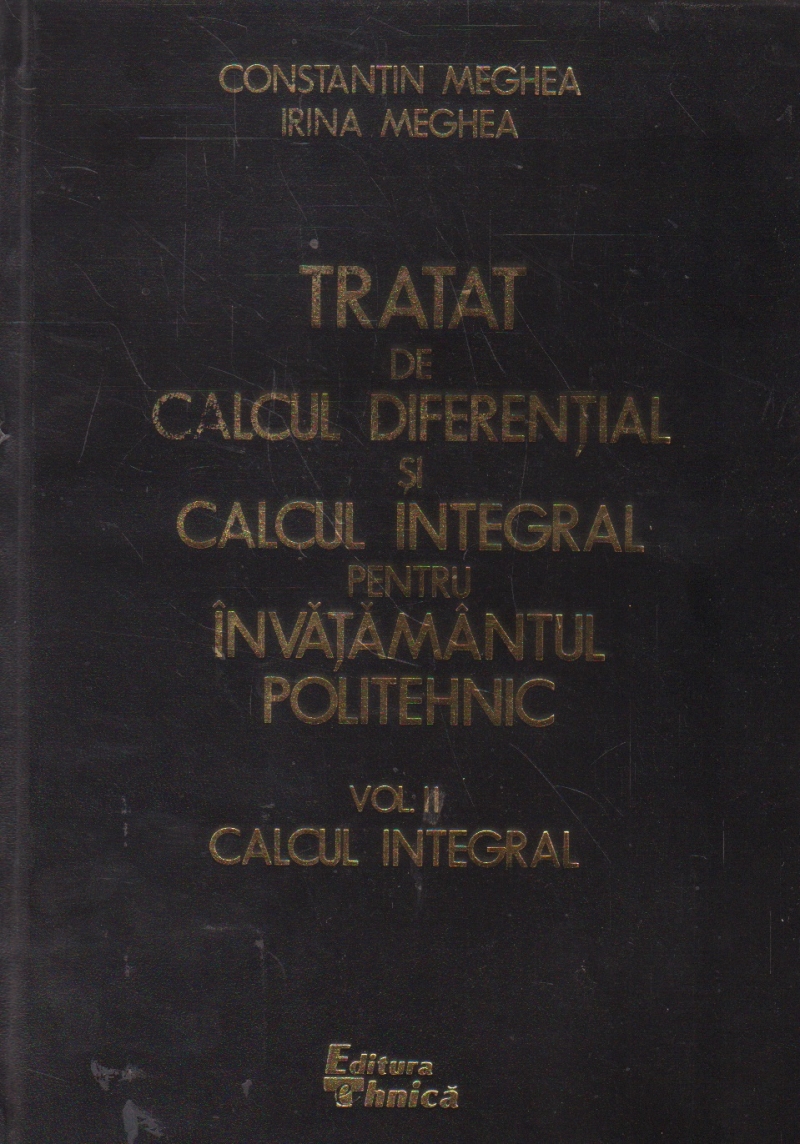 CONSTANTIN MEGHEA
IRINA MEGHEA
TRATAT
DE
CALCUL DIFERENȚIAL
ȘI
CALCUL INTEGRAL
PENTRU
ÎNVĂȚĂMÂNTUL
POLITEHNIC
VOL. II
CALCUL INTEGRAL
Editura
Tehnică